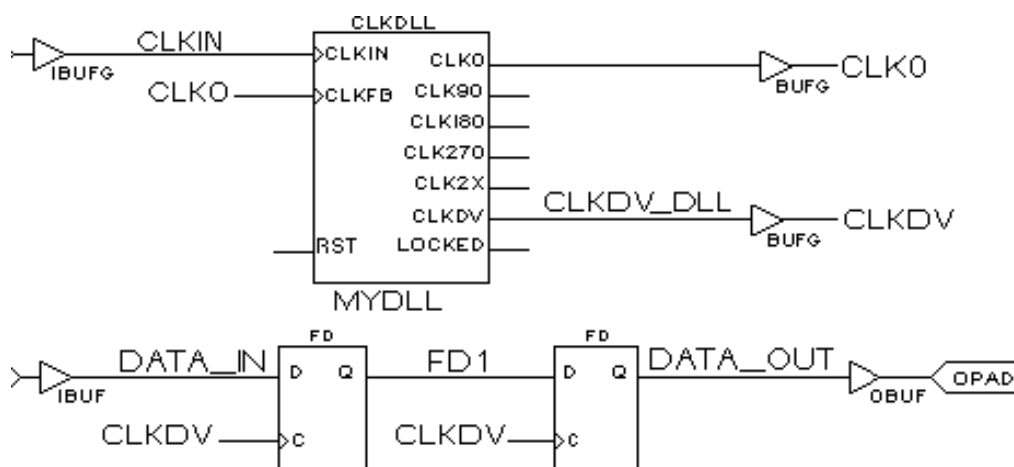 CLKDLL
CLKIN
IBUFG
CLKIN
CLK0
CLK0
BUFG
CLK0
CLKFB
CLK90
CLK180
CLK270
CLK2X
CLKDV
CLKDV_DLL
BUFG
CLKDV
RST
LOCKED
MYDLL
FD
FD
DATA_IN
IBUF
D
Q
FD1
D
Q
DATA_OUT
OBUF
OPAD
CLKDV
C
CLKDV
C